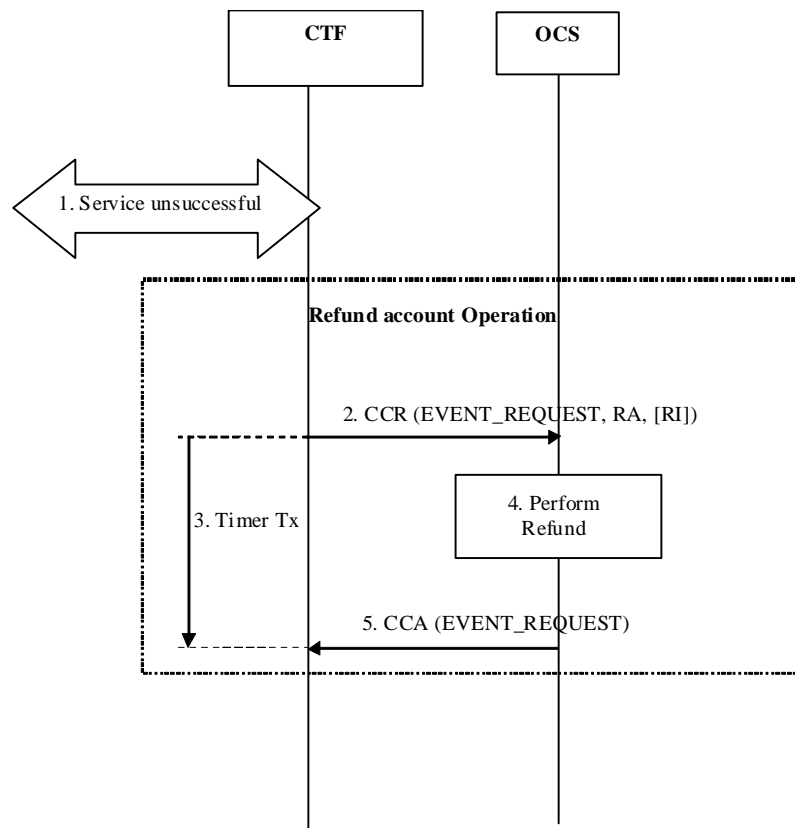 CTF
OCS
1. Service unsuccessful
Refund account Operation
2. CCR (EVENT_REQUEST, RA, [RI])
3. Timer Tx
4. Perform
Refund
5. CCA (EVENT_REQUEST)